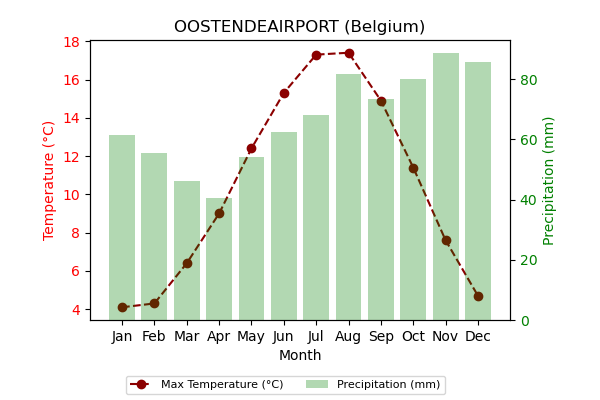 OOSTENDEAIRPORT (Belgium)
18
16
14
12
10
8
6
4
Temperature (°C)
80
60
40
20
0
Precipitation (mm)
Jan Feb Mar Apr May Jun Jul Aug Sep Oct Nov Dec
Month
Max Temperature (°C) Precipitation (mm)